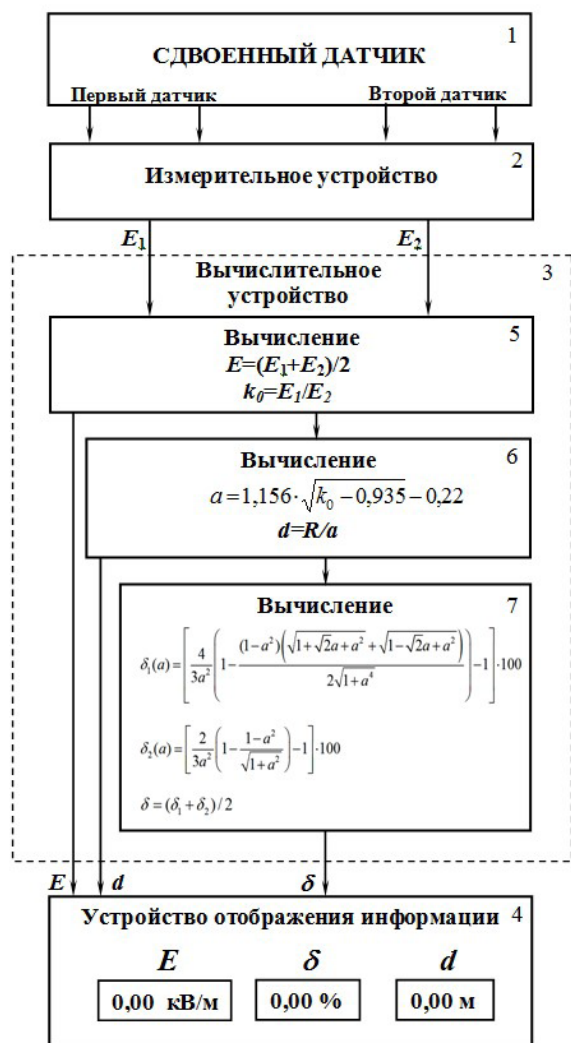 1
СДВОЕННЫЙ ДАТЧИК
Первый датчик Второй датчик
2
Измерительное устройство
E₁ E₂
3
Вычислительное
устройство
5
Вычисление
E=(E₁+E₂)/2
k₀=E₁/E₂
6
Вычисление
a=1,156·√(k₀−0,935)−0,22
d=R/a
7
Вычисление
δ₁(a)=[4/(3a²)(1−(1−a²)(√(1+√2a+a²)+√(1−√2a+a²))/(2√(1+a⁴)))−1]·100
δ₂(a)=[2/(3a²)(1−(1−a²)/√(1+a²))−1]·100
δ=(δ₁+δ₂)/2
E d δ
Устройство отображения информации 4
E δ d
0,00 кВ/м 0,00 % 0,00 м